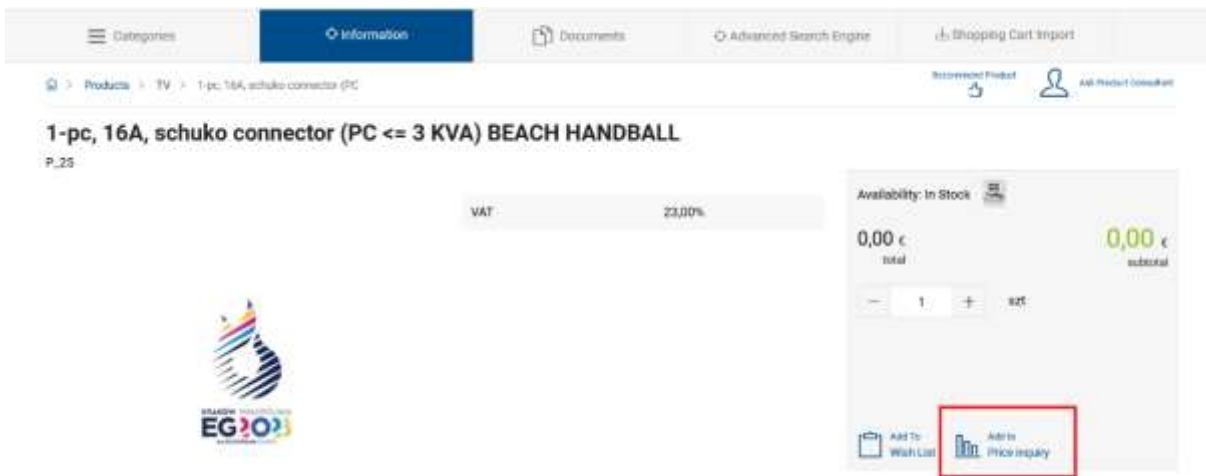 Categories
Information
Documents
Advanced Search Engine
Shopping Cart Import
Products > TV > 1-pc, 16A, schuko connector (PC
Recommend Product
Ask Product Consultant
1-pc, 16A, schuko connector (PC <= 3 KVA) BEACH HANDBALL
P_25
Availability: In Stock
VAT 23,00%
0,00 € 0,00 €
total subtotal
− 1 + szt
KRAKÓW MAŁOPOLSKA
EG2023
Add To
Wish List
Add to
Price inquiry